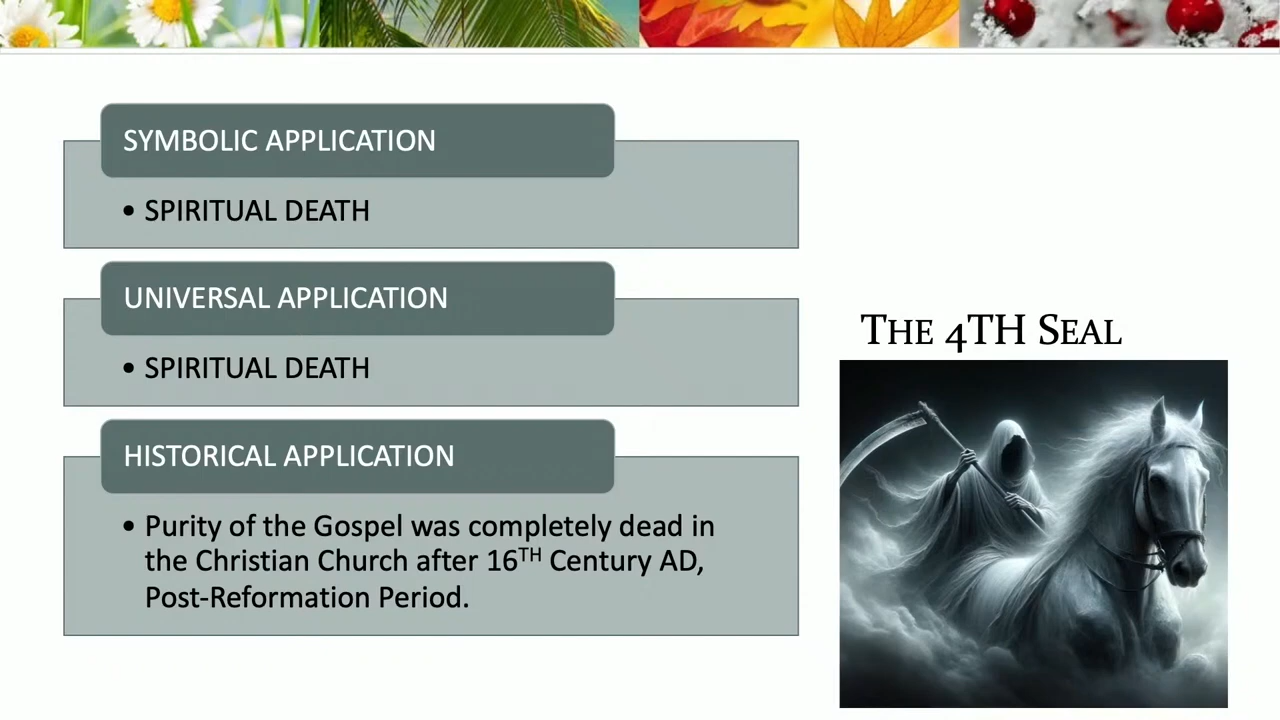 SYMBOLIC APPLICATION
• SPIRITUAL DEATH
UNIVERSAL APPLICATION
• SPIRITUAL DEATH
HISTORICAL APPLICATION
• Purity of the Gospel was completely dead in
the Christian Church after 16TH Century AD,
Post-Reformation Period.
THE 4TH SEAL